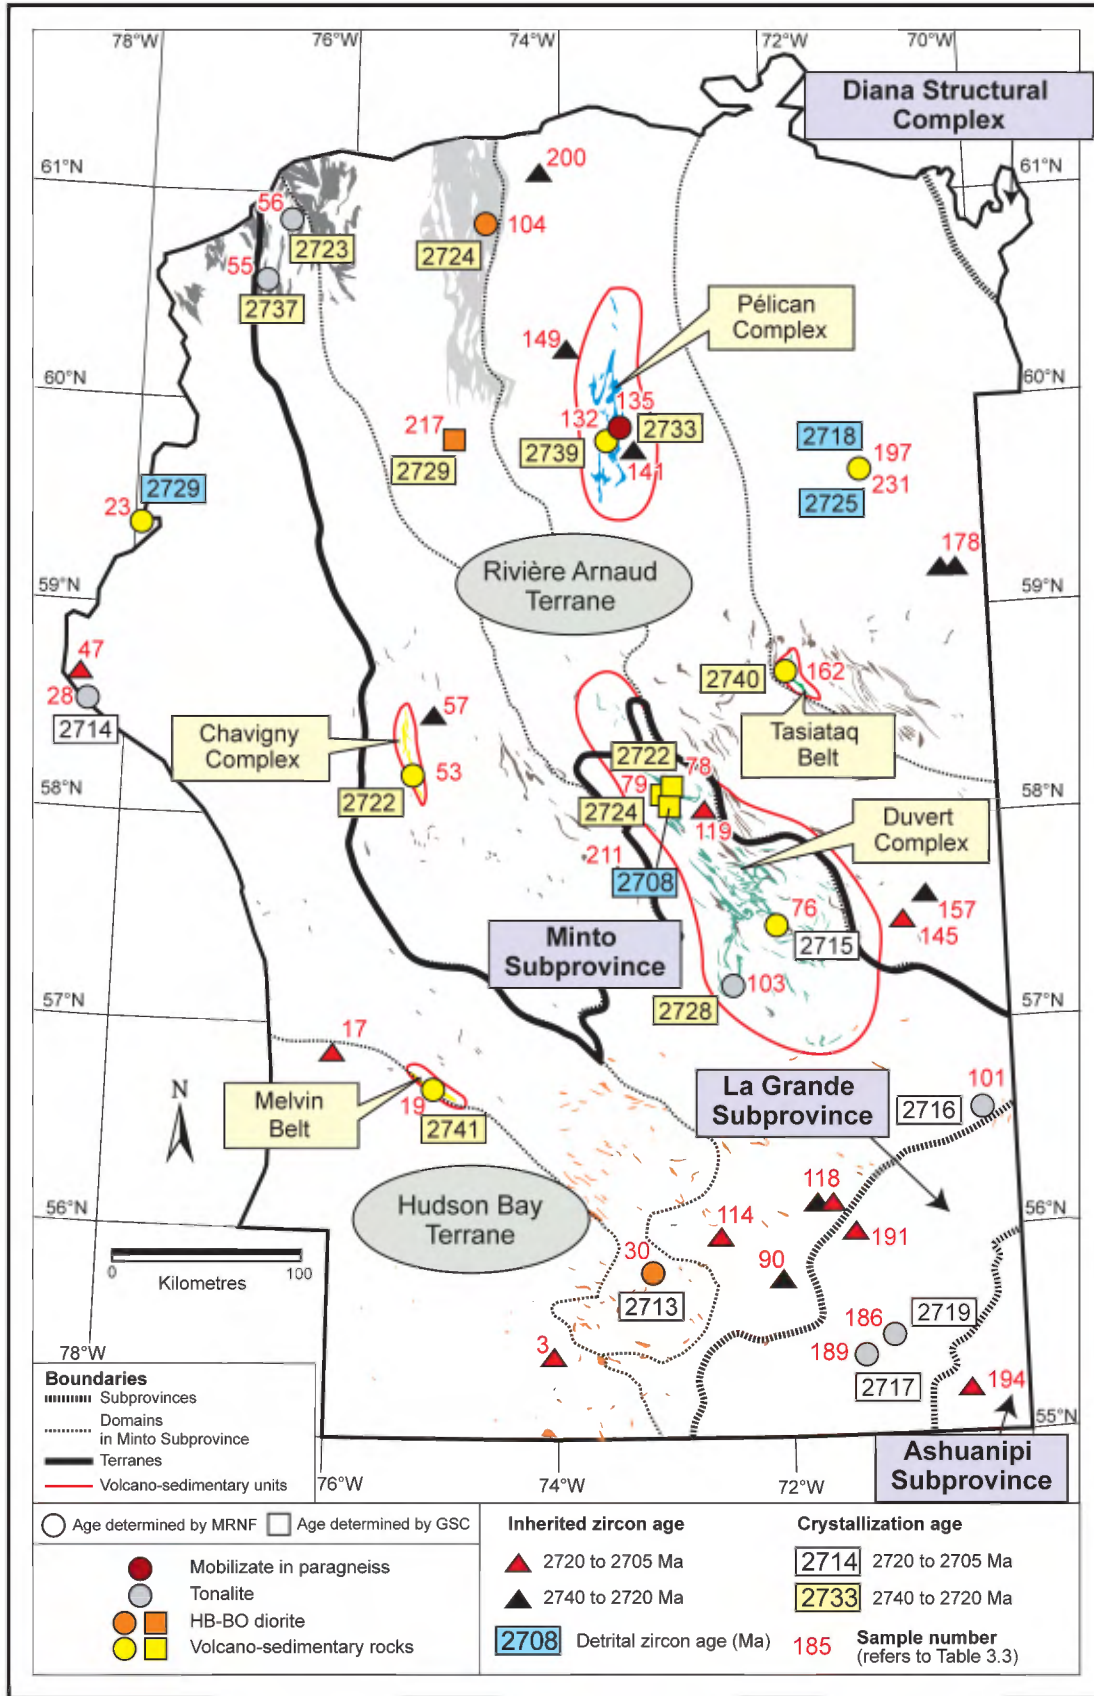 78°W
76°W
74°W
72°W
70°W
Diana Structural
Complex
61°N
61°N
200
56
104
2723
2724
55
2737
Pélican
Complex
149
60°N
60°N
135
217
132
2733
2718
2739
141
197
2729
2729
2725
231
23
178
Rivière Arnaud
Terrane
59°N
59°N
47
162
2740
28
2714
57
Tasiataq
Belt
Chavigny
Complex
2722
78
53
79
58°N
58°N
2722
2724
119
Duvert
Complex
211
2708
157
76
145
Minto
Subprovince
2715
103
57°N
57°N
2728
17
La Grande
Subprovince
101
N
Melvin
Belt
19
2716
2741
118
56°N
56°N
Hudson Bay
Terrane
114
191
30
90
0
100
Kilometres
2713
186
2719
3
189
78°W
2717
194
55°N
Ashuanipi
Subprovince
76°W
74°W
72°W
Boundaries
Subprovinces
Domains
in Minto Subprovince
Terranes
Volcano-sedimentary units
Age determined by MRNF
Age determined by GSC
Mobilizate in paragneiss
Tonalite
HB-BO diorite
Volcano-sedimentary rocks
Inherited zircon age
2720 to 2705 Ma
2740 to 2720 Ma
2708 Detrital zircon age (Ma)
Crystallization age
2714 2720 to 2705 Ma
2733 2740 to 2720 Ma
185 Sample number
(refers to Table 3.3)